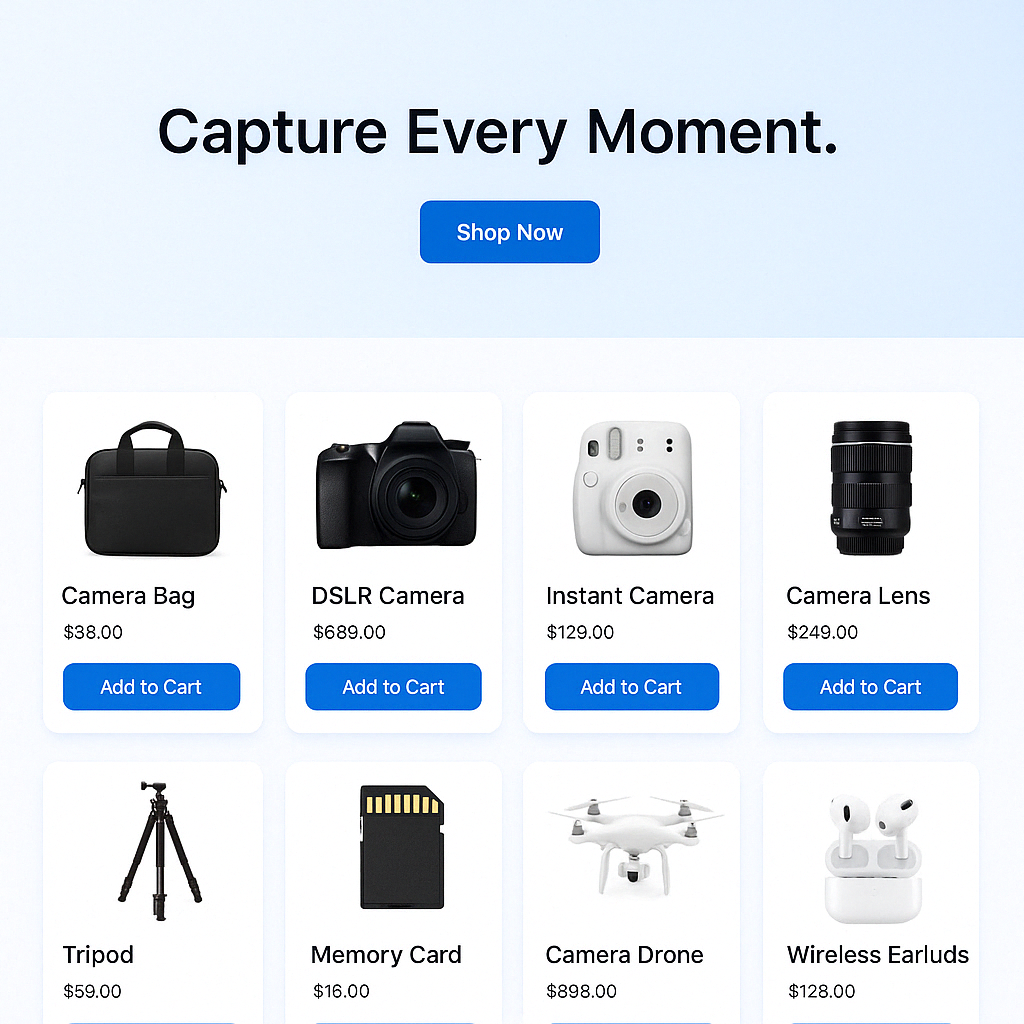 Capture Every Moment.
Shop Now
Camera Bag
$38.00
Add to Cart
DSLR Camera
$689.00
Add to Cart
Instant Camera
$129.00
Add to Cart
Camera Lens
$249.00
Add to Cart
Tripod
$59.00
Memory Card
$16.00
Camera Drone
$898.00
Wireless Earluds
$128.00